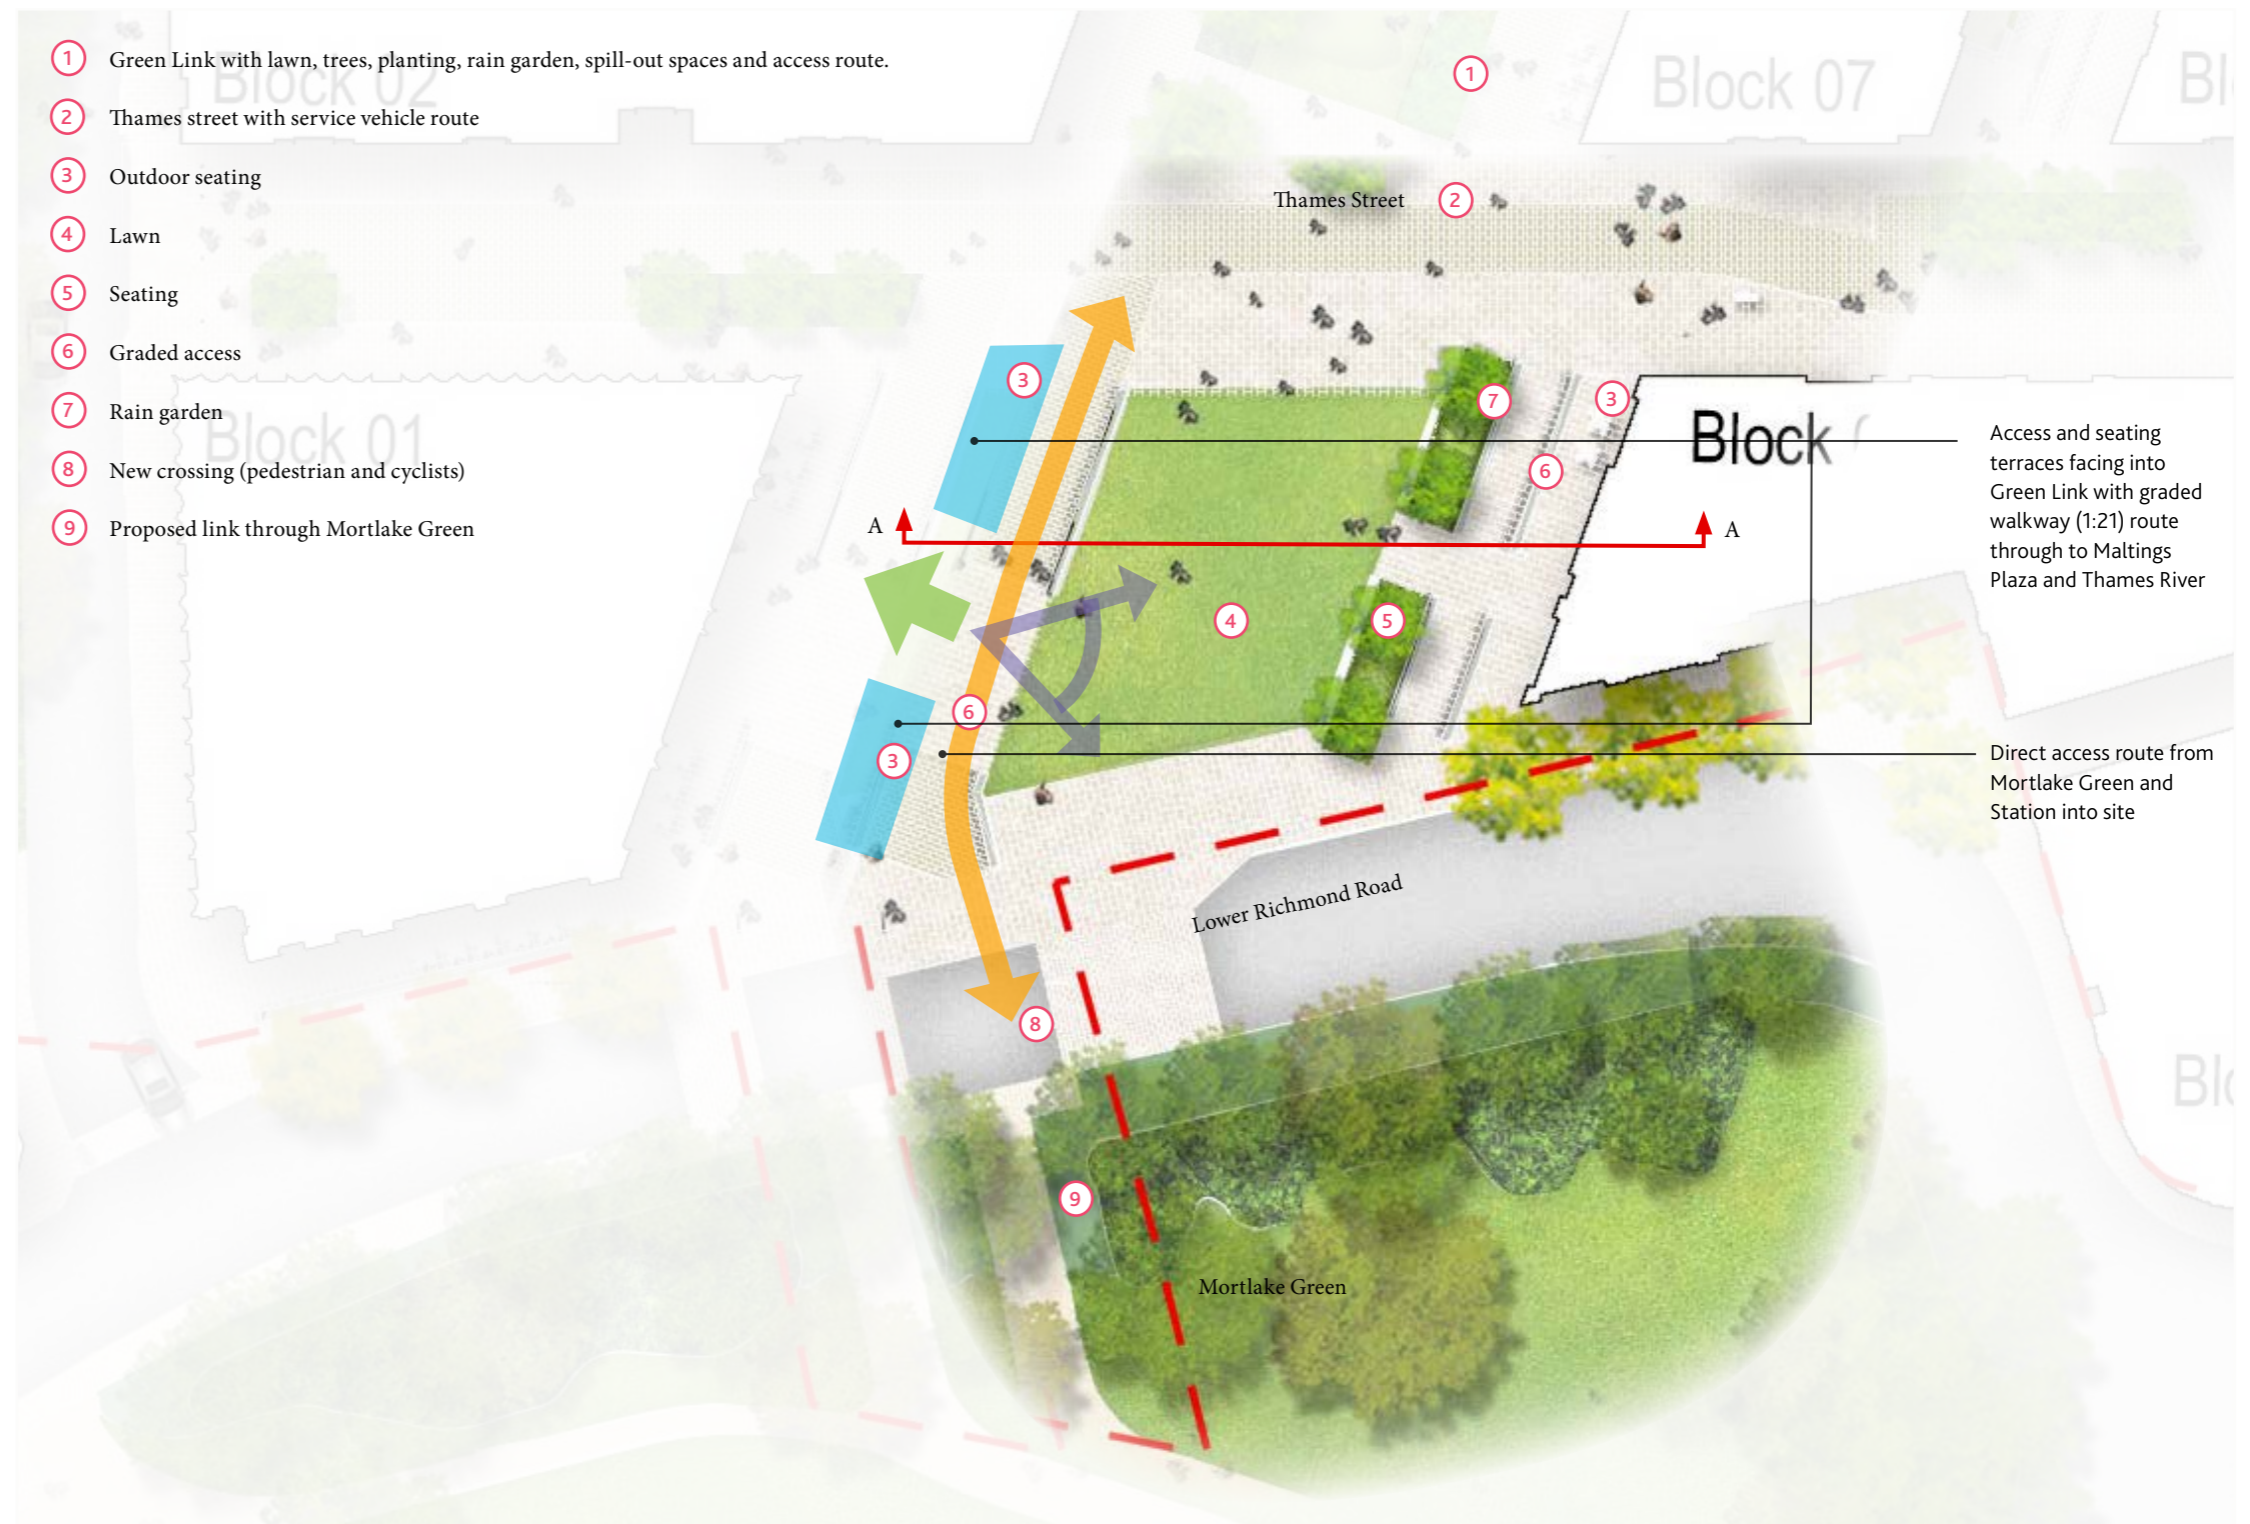 1 Green Link with lawn, trees, planting, rain garden, spill-out spaces and access route.
2 Thames street with service vehicle route
3 Outdoor seating
4 Lawn
5 Seating
6 Graded access
7 Rain garden
8 New crossing (pedestrian and cyclists)
9 Proposed link through Mortlake Green
Block 02
1
Block 07
Bl
Thames Street 2
3
7
3
Block 01
Block
6
A
A
4
5
6
3
Access and seating
terraces facing into
Green Link with graded
walkway (1:21) route
through to Maltings
Plaza and Thames River
Direct access route from
Mortlake Green and
Station into site
Lower Richmond Road
8
Blo
9
Mortlake Green